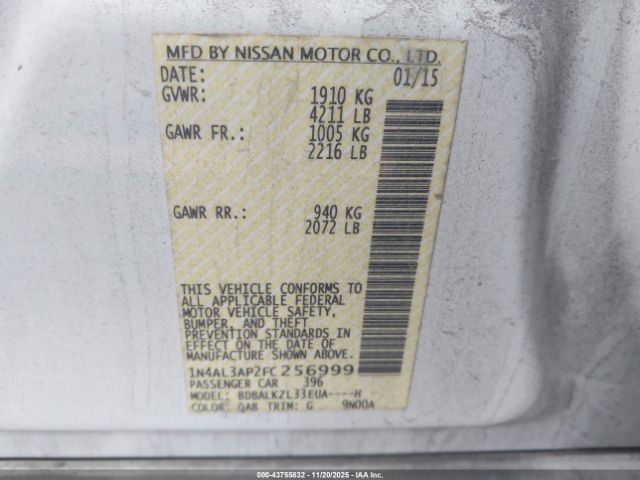 MFD BY NISSAN MOTOR CO., LTD.
DATE: 01/15
GVWR: 1910 KG
4211 LB
GAWR FR.: 1005 KG
2216 LB
GAWR RR.: 940 KG
2072 LB
THIS VEHICLE CONFORMS TO
ALL APPLICABLE FEDERAL
MOTOR VEHICLE SAFETY,
BUMPER, AND THEFT
PREVENTION STANDARDS IN
EFFECT ON THE DATE OF
MANUFACTURE SHOWN ABOVE.
1N4AL3AP2FC256999
PASSENGER CAR 396
MODEL: BDBALKZL33EUA----H
COLOR: QAB TRIM: G 9N00A
000-43755832 - 11/20/2025 - IAAI.COM